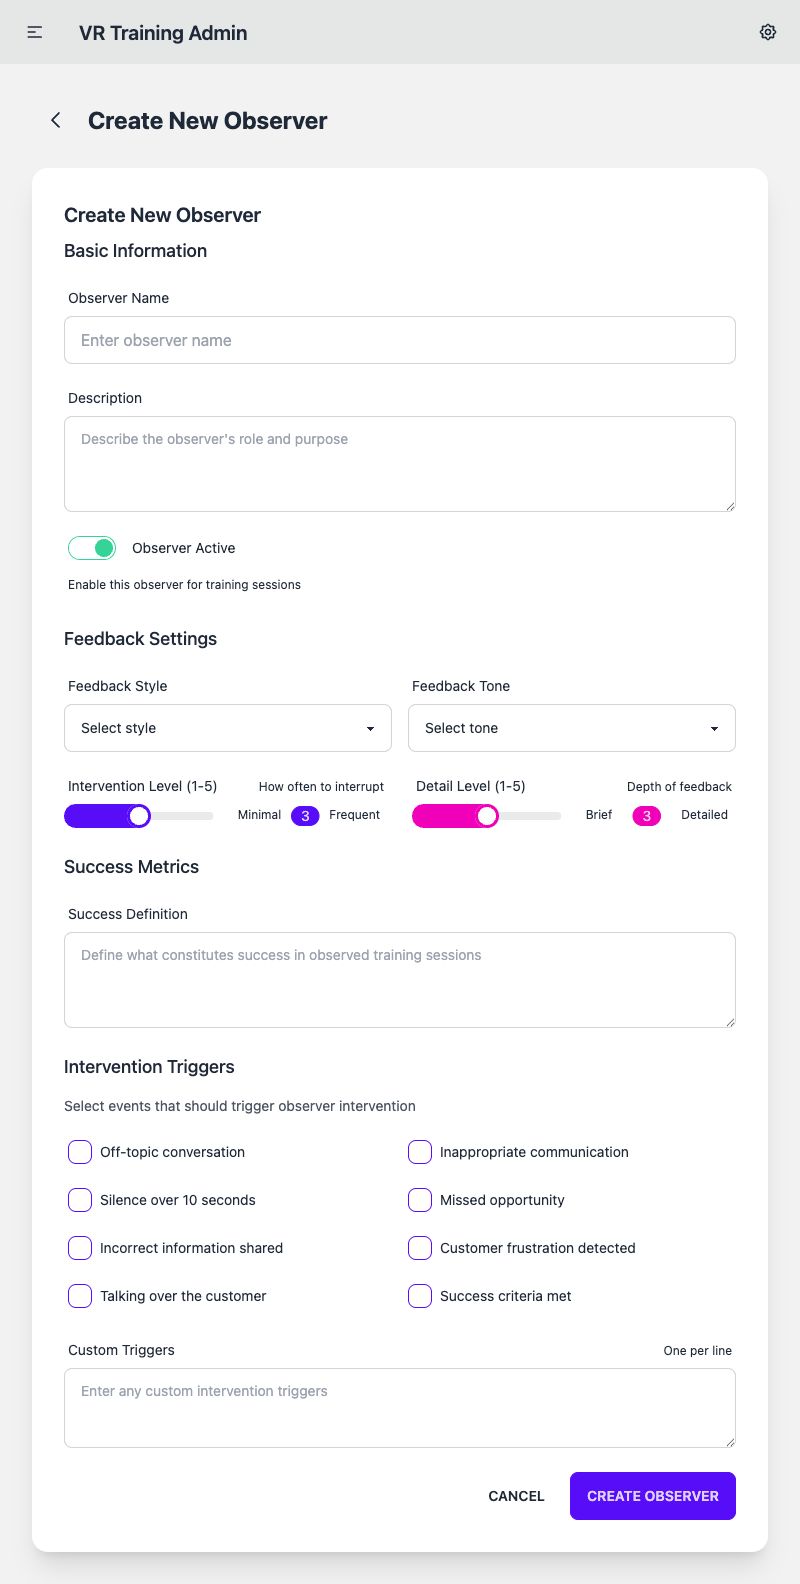 VR Training Admin
Create New Observer
Create New Observer
Basic Information
Observer Name
Enter observer name
Description
Describe the observer's role and purpose
Observer Active
Enable this observer for training sessions
Feedback Settings
Feedback Style
Feedback Tone
Select style
Select tone
Intervention Level (1-5)
How often to interrupt
Detail Level (1-5)
Depth of feedback
Minimal 3 Frequent
Brief 3 Detailed
Success Metrics
Success Definition
Define what constitutes success in observed training sessions
Intervention Triggers
Select events that should trigger observer intervention
Off-topic conversation
Inappropriate communication
Silence over 10 seconds
Missed opportunity
Incorrect information shared
Customer frustration detected
Talking over the customer
Success criteria met
Custom Triggers
One per line
Enter any custom intervention triggers
CANCEL
CREATE OBSERVER